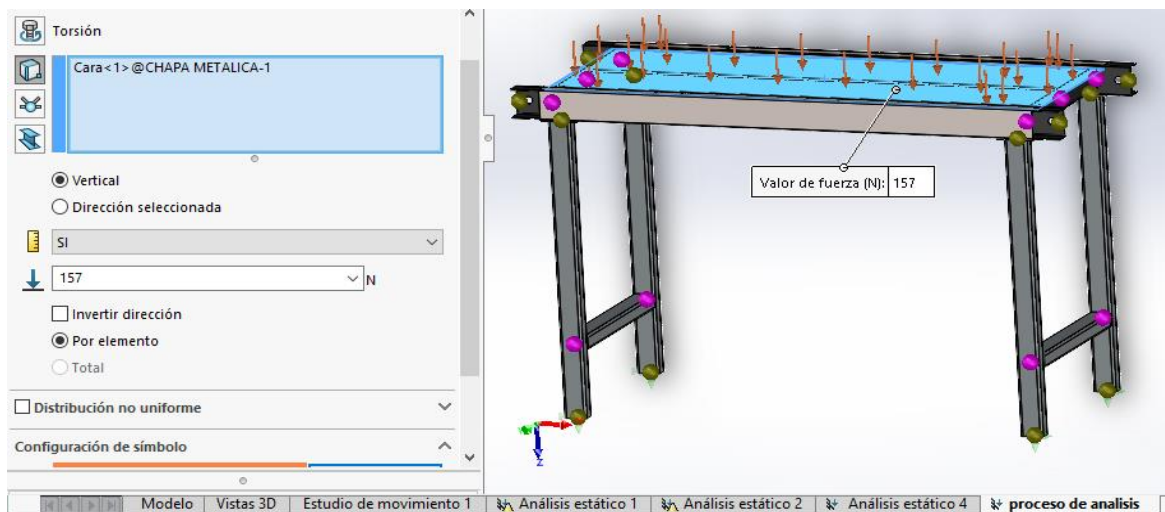 Torsión
Cara<1>@CHAPA METALICA-1
Vertical
Dirección seleccionada
SI
157 N
Invertir dirección
Por elemento
Total
Distribución no uniforme
Configuración de símbolo
Valor de fuerza (N): 157
Z
Modelo Vistas 3D Estudio de movimiento 1 Análisis estático 1 Análisis estático 2 Análisis estático 4 proceso de analisis